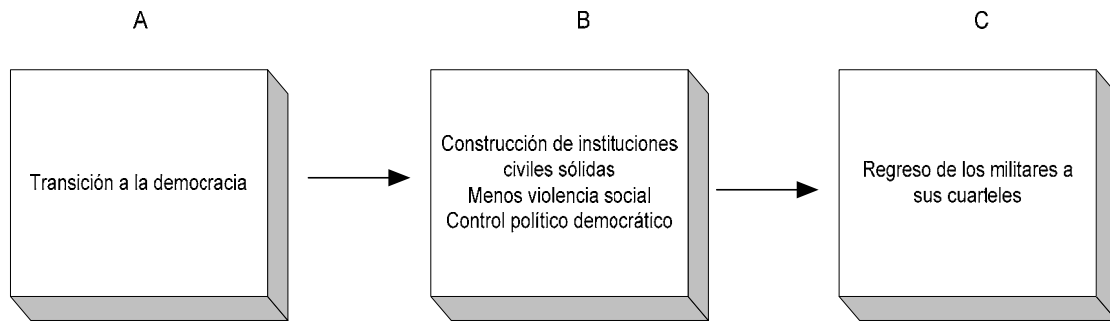 A
B
C
Transición a la democracia
Construcción de instituciones
civiles sólidas
Menos violencia social
Control político democrático
Regreso de los militares a
sus cuarteles